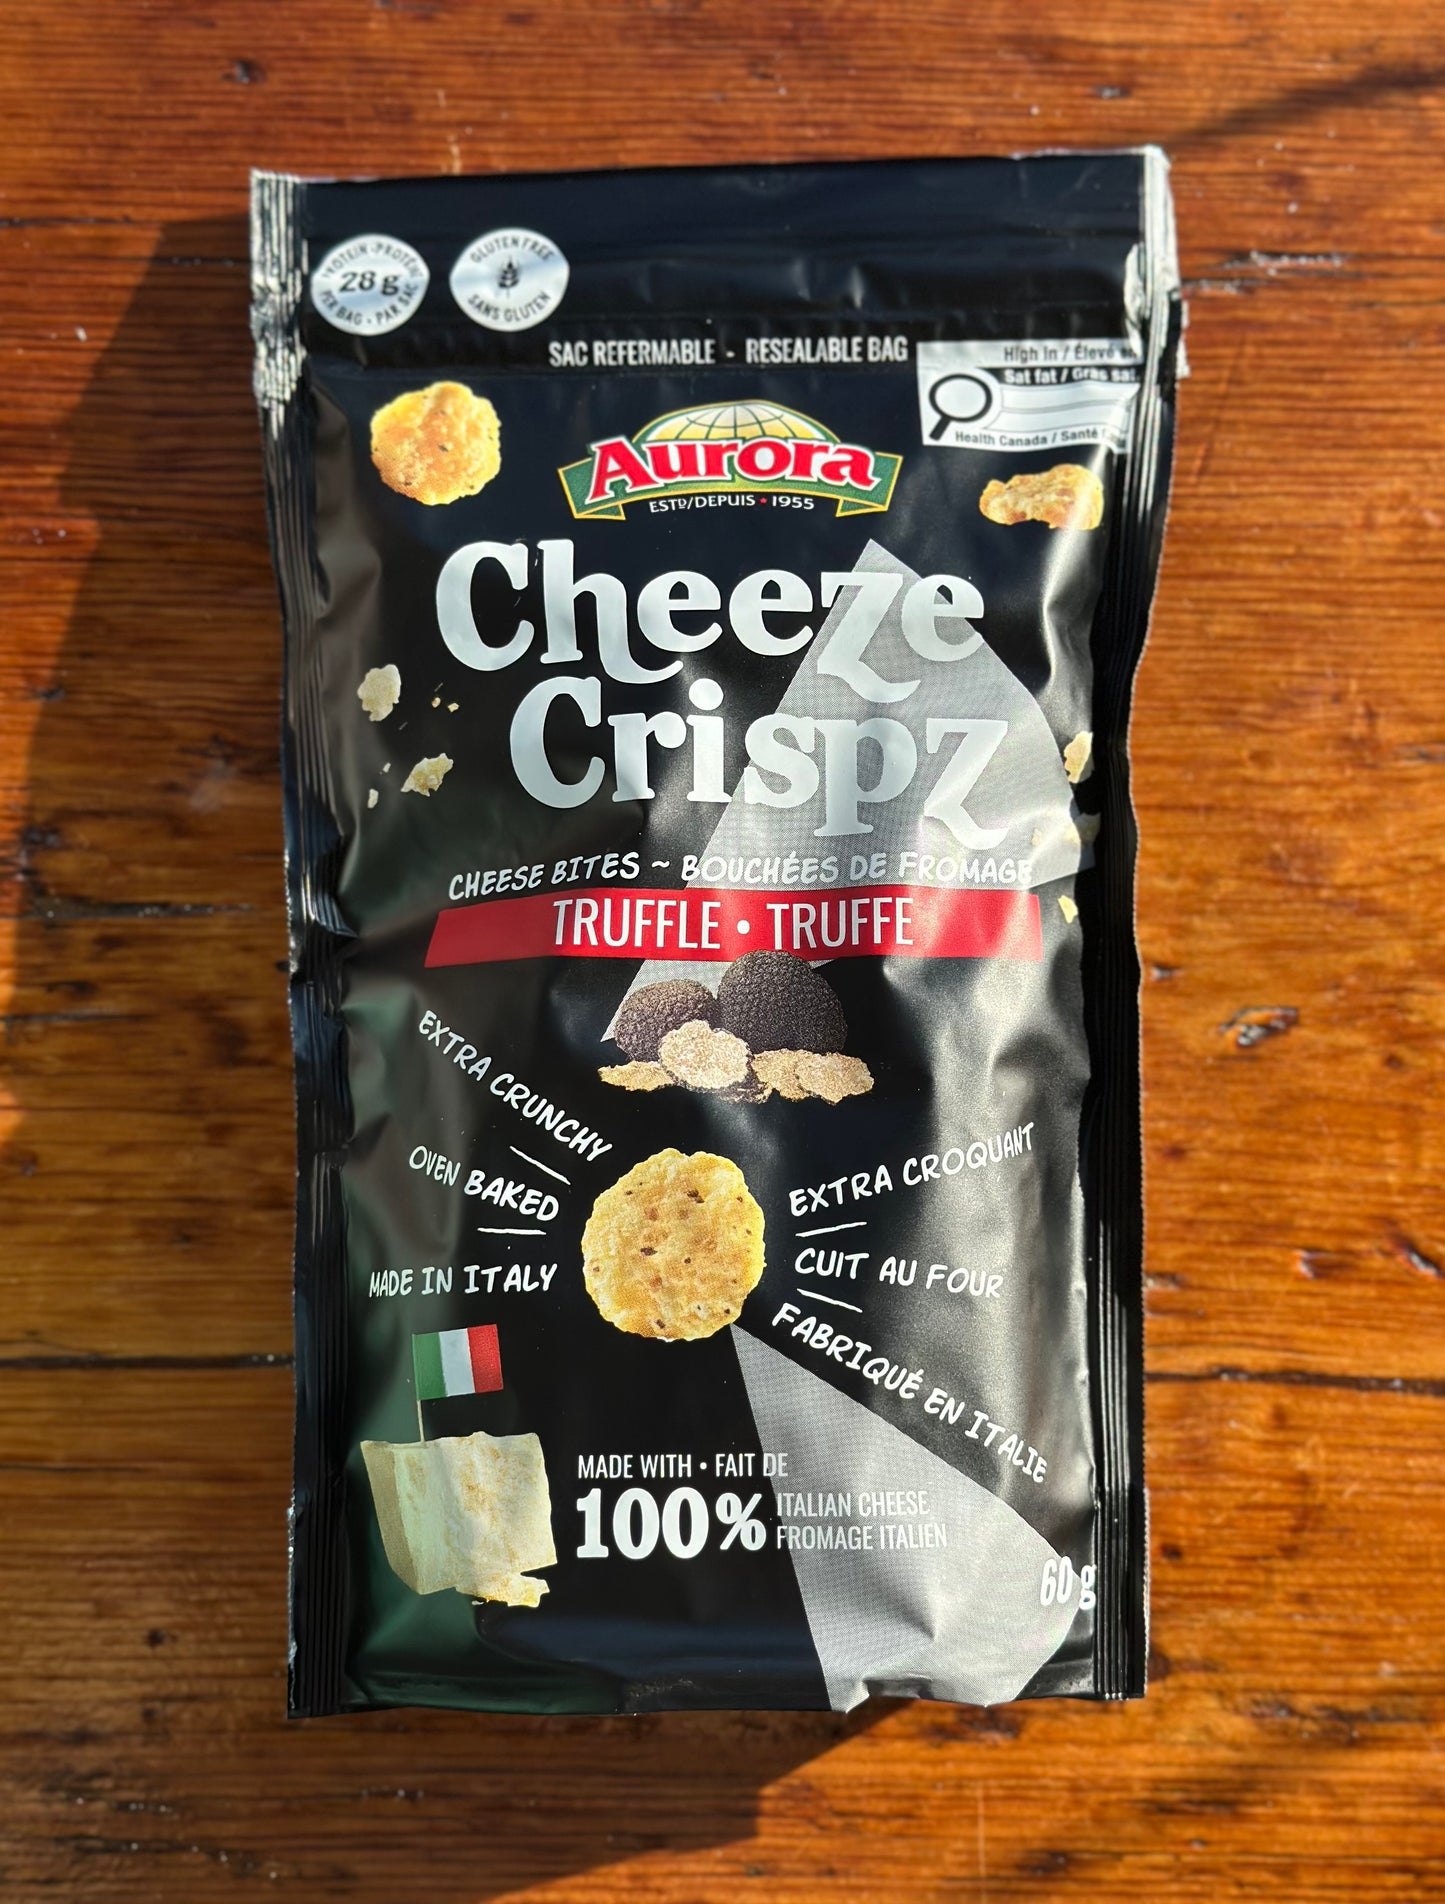 PROTEIN · PROTÉINES
28 g
PER BAG · PAR SAC
GLUTEN FREE
SANS GLUTEN
SAC REFERMABLE - RESEALABLE BAG
High in / Élevé en
Sat fat / Gras sat.
Health Canada / Santé
Aurora
ESTD/DEPUIS 1955
Cheeze
Crispz
CHEESE BITES ~ BOUCHÉES DE FROMAGE
TRUFFLE • TRUFFE
EXTRA CRUNCHY
OVEN BAKED
MADE IN ITALY
EXTRA CROQUANT
CUIT AU FOUR
FABRIQUÉ EN ITALIE
MADE WITH • FAIT DE
100%
ITALIAN CHEESE
FROMAGE ITALIEN
60 g